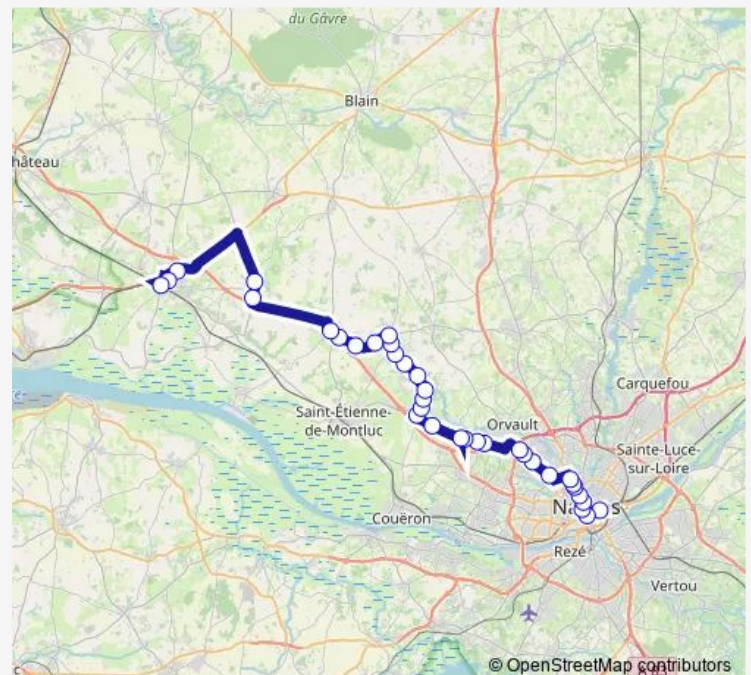 du Gâvre
Blain
hâteau
Carquefou
Saint-Étienne-
de-Montluc
Orvault
Sainte-Luce-
sur-Loire
Couëron
Rezé
Vertou
© OpenStreetMap contributors